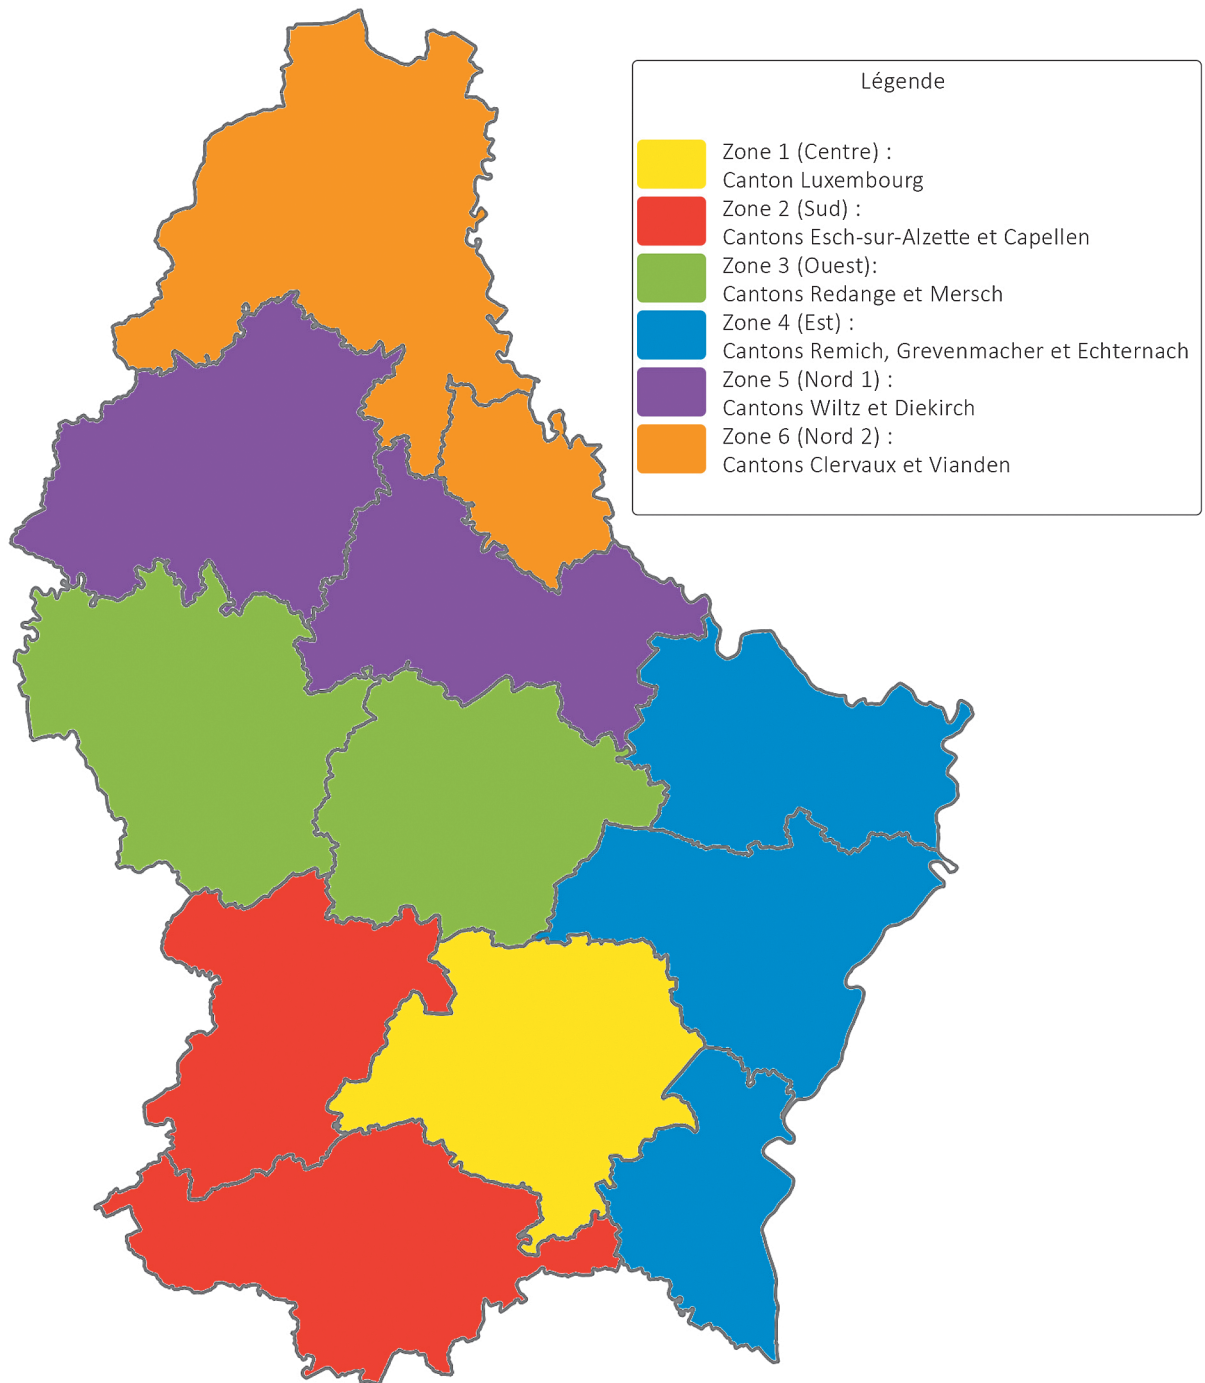 Légende
Zone 1 (Centre) :
Canton Luxembourg
Zone 2 (Sud) :
Cantons Esch-sur-Alzette et Capellen
Zone 3 (Ouest):
Cantons Redange et Mersch
Zone 4 (Est) :
Cantons Remich, Grevenmacher et Echternach
Zone 5 (Nord 1) :
Cantons Wiltz et Diekirch
Zone 6 (Nord 2) :
Cantons Clervaux et Vianden